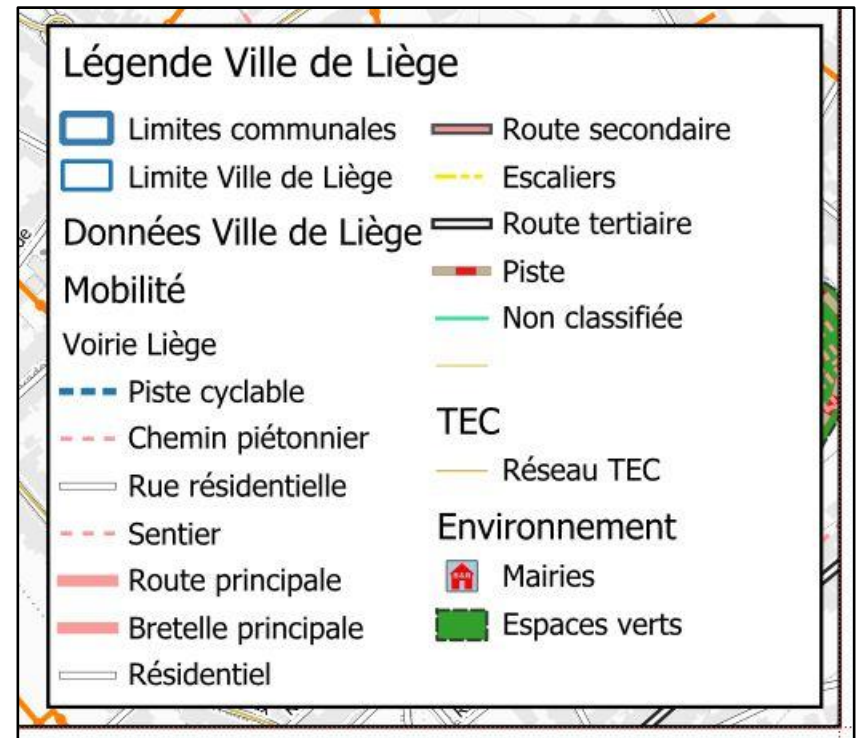 Légende Ville de Liège
Limites communales
Limite Ville de Liège
Données Ville de Liège
Mobilité
Voirie Liège
Piste cyclable
Chemin piétonnier
Rue résidentielle
Sentier
Route principale
Bretelle principale
Résidentiel
Route secondaire
Escaliers
Route tertiaire
Piste
Non classifiée
TEC
Réseau TEC
Environnement
Mairies
Espaces verts